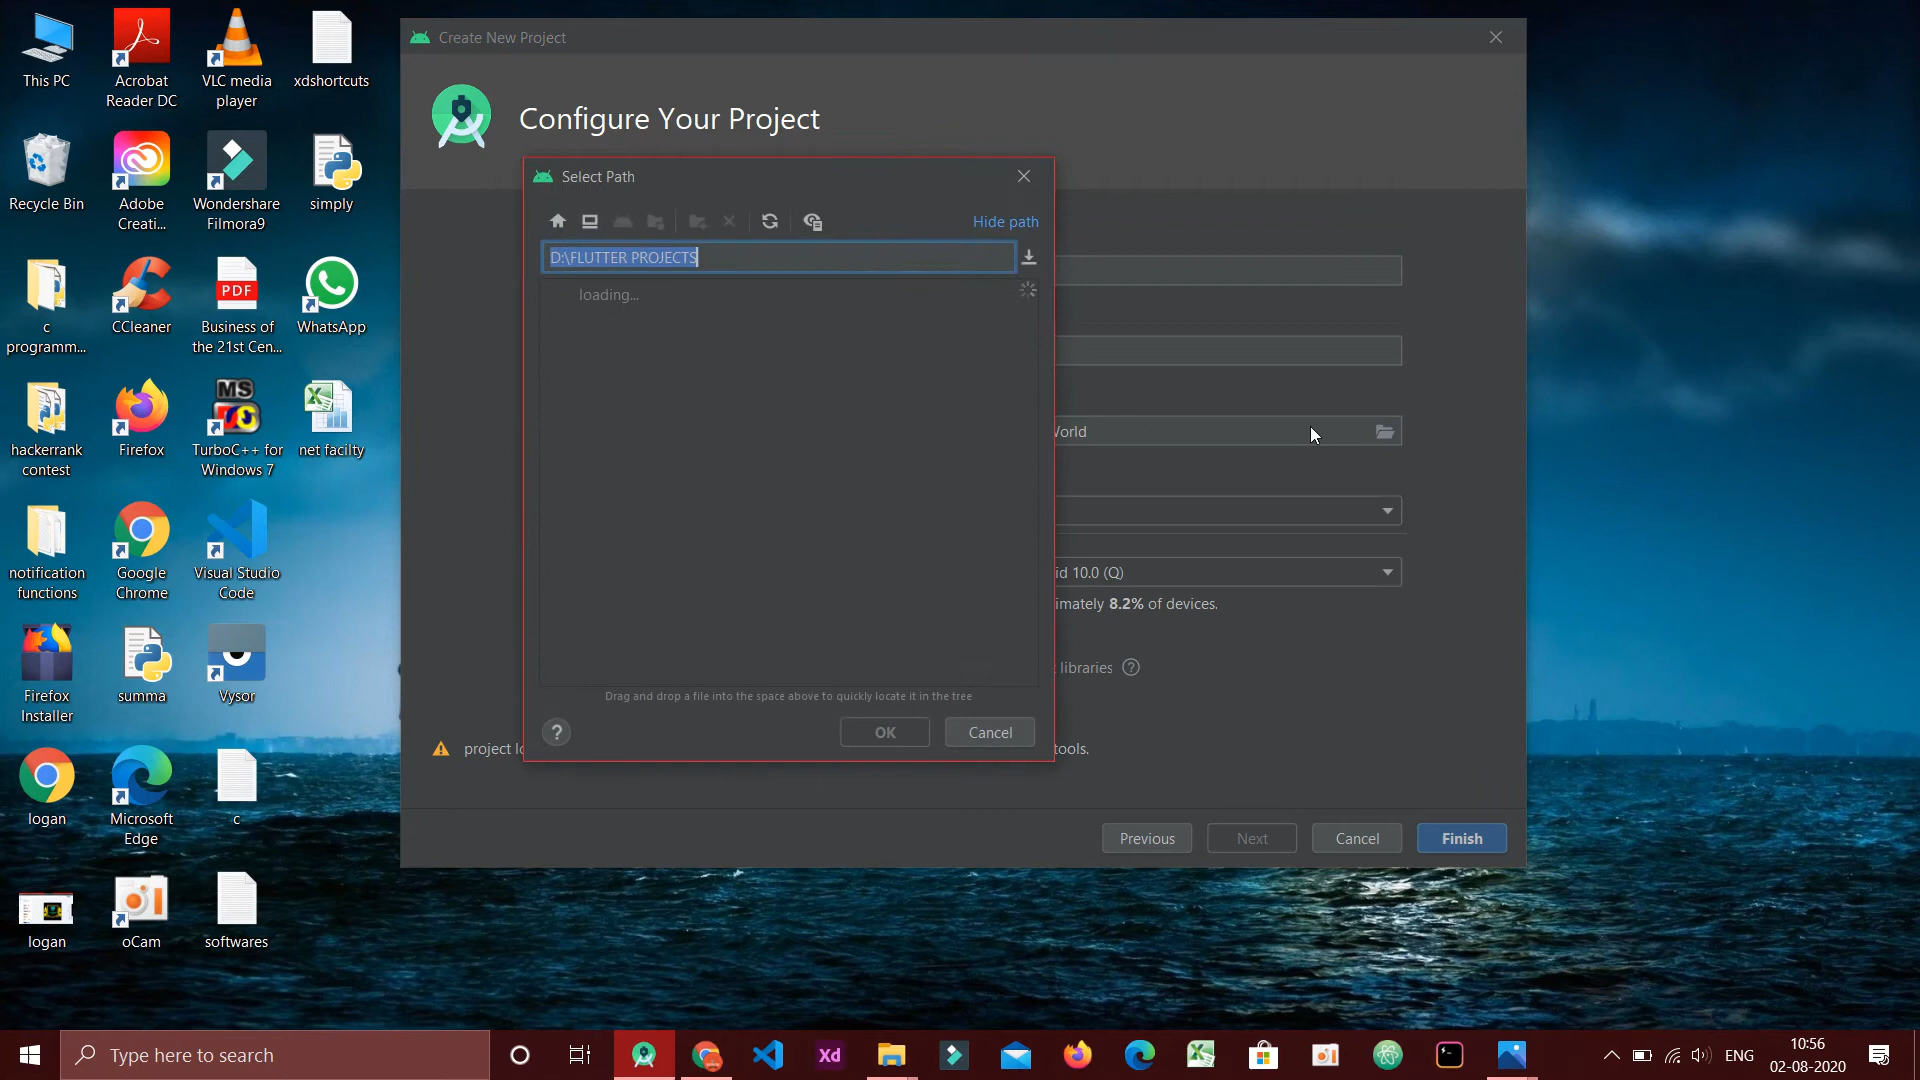 This PC
Acrobat
Reader DC
VLC media
player
xdshortcuts
Recycle Bin
Adobe
Creati...
Wondershare
Filmora9
simply
c
programm...
CCleaner
PDF
Business of
the 21st Cen...
WhatsApp
hackerrank
contest
Firefox
MS
TurboC++ for
Windows 7
net facilty
notification
functions
Google
Chrome
Visual Studio
Code
Firefox
Installer
summa
Vysor
logan
Microsoft
Edge
c
logan
oCam
softwares
Create New Project
Configure Your Project
Select Path
Hide path
D:\FLUTTER PROJECTS
loading...
Drag and drop a file into the space above to quickly locate it in the tree
?
OK
Cancel
World
id 10.0 (Q)
imately 8.2% of devices.
libraries ?
project lo
tools.
Previous
Next
Cancel
Finish
Type here to search
Xd
ENG
10:56
02-08-2020